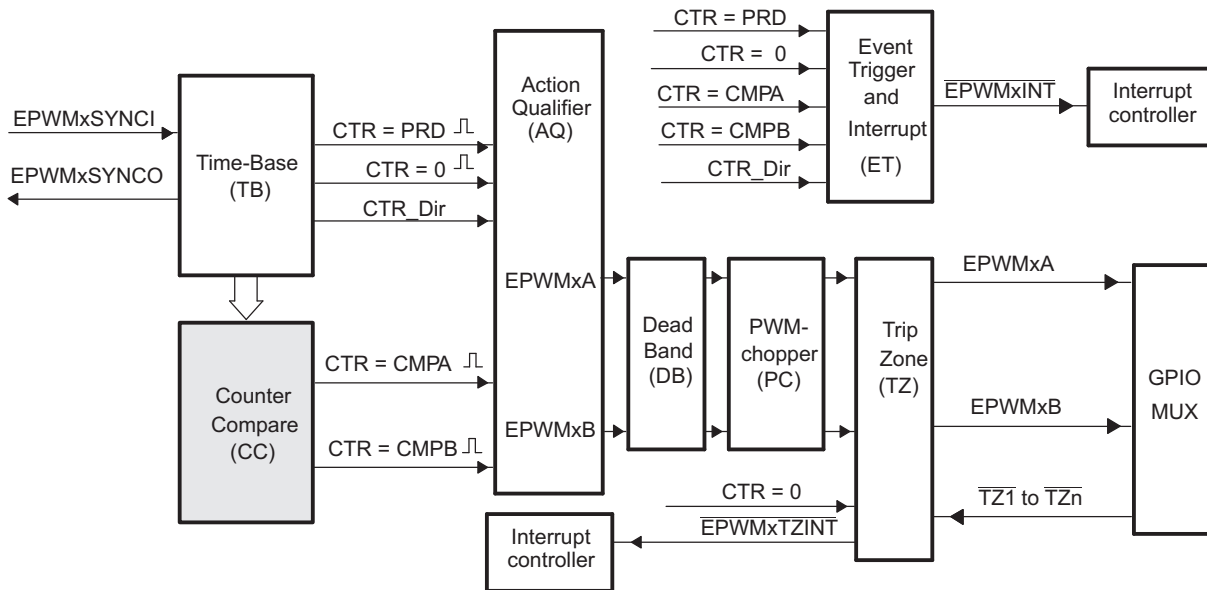 EPWMxSYNCI
EPWMxSYNCO
Time-Base
(TB)
CTR = PRD
CTR = 0
CTR_Dir
Counter
Compare
(CC)
CTR = CMPA
CTR = CMPB
Action
Qualifier
(AQ)
EPWMxA
EPWMxB
CTR = PRD
CTR = 0
CTR = CMPA
CTR = CMPB
CTR_Dir
Event
Trigger
and
Interrupt
(ET)
EPWMxINT
Interrupt
controller
Dead
Band
(DB)
PWM-
chopper
(PC)
Trip
Zone
(TZ)
EPWMxA
EPWMxB
TZ1 to TZn
GPIO
MUX
CTR = 0
EPWMxTZINT
Interrupt
controller